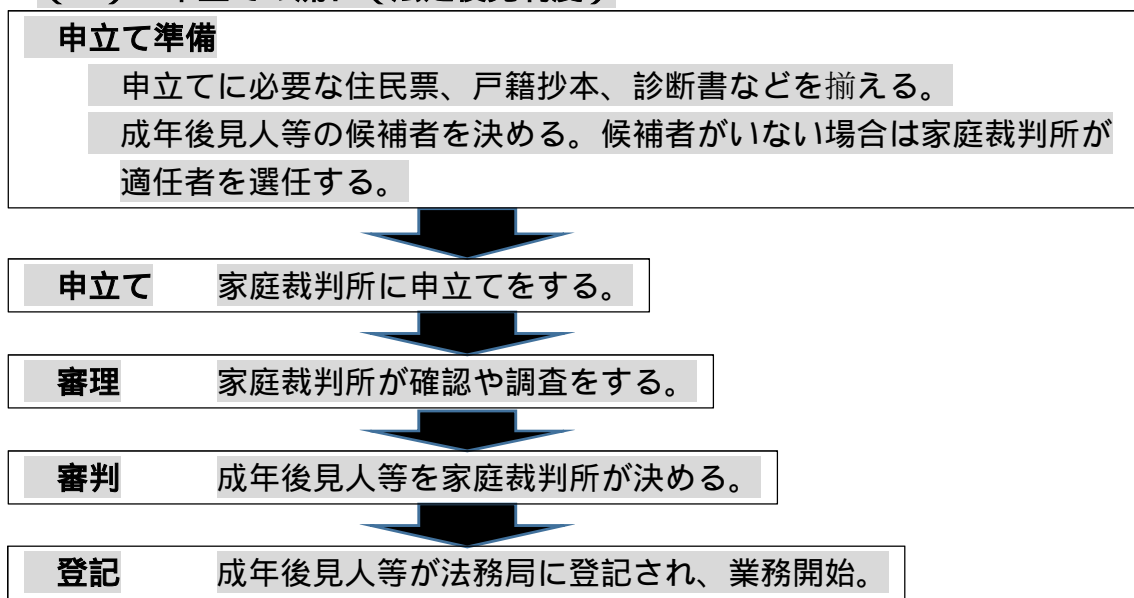 申立て準備
申立てに必要な住民票、戸籍抄本、診断書などを揃える。
成年後見人等の候補者を決める。候補者がいない場合は家庭裁判所が
適任者を選任する。
申立て 家庭裁判所に申立てをする。
審理 家庭裁判所が確認や調査をする。
審判 成年後見人等を家庭裁判所が決める。
登記 成年後見人等が法務局に登記され、業務開始。